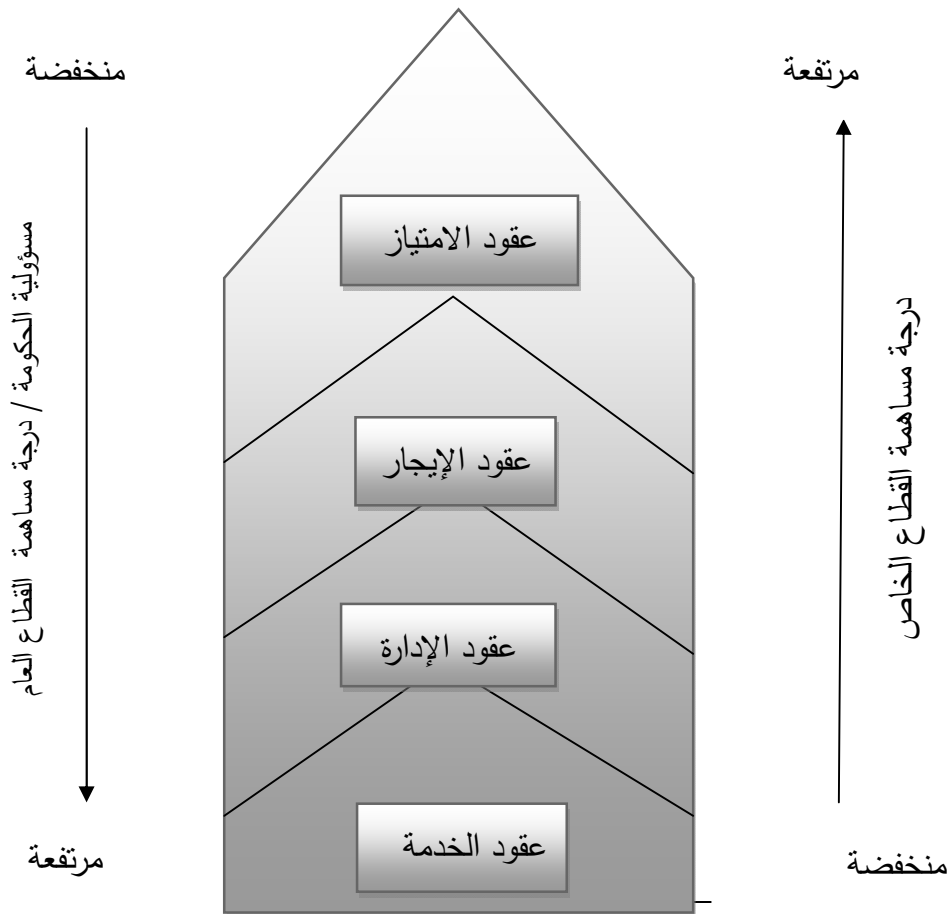 مرتفعة
منخفضة
عقود الامتياز
درجة مساهمة القطاع الخاص
مسؤولية الحكومة / درجة مساهمة القطاع العام
عقود الإيجار
عقود الإدارة
عقود الخدمة
منخفضة
مرتفعة